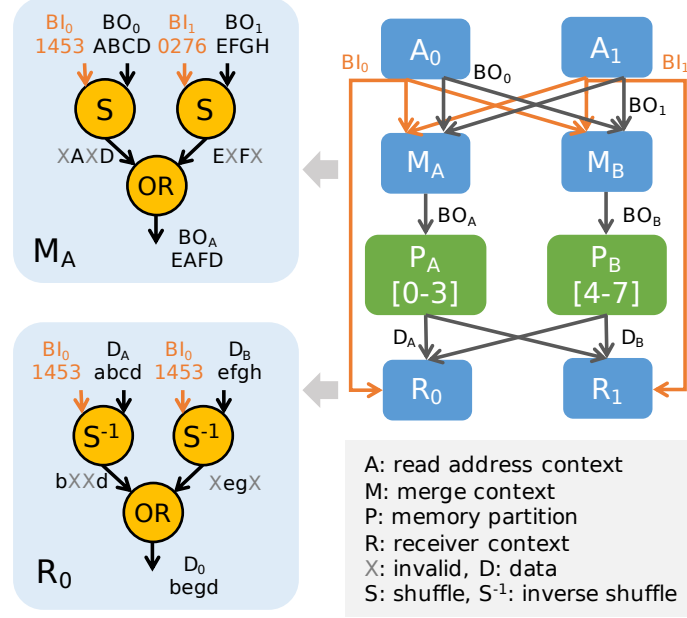 BI0 BO0 BI1 BO1
1453 ABCD 0276 EFGH
S S
XAXD EXFX
OR
BOA
EAFD
MA
BI0 DA BI0 DB
1453 abcd 1453 efgh
S-1 S-1
bXXd XegX
OR
D0
begd
R0
A0 A1
BI0 BO0 BI1
BO1
MA MB
BOA BOB
PA PB
[0-3] [4-7]
DA DB
R0 R1
A: read address context
M: merge context
P: memory partition
R: receiver context
X: invalid, D: data
S: shuffle, S-1: inverse shuffle